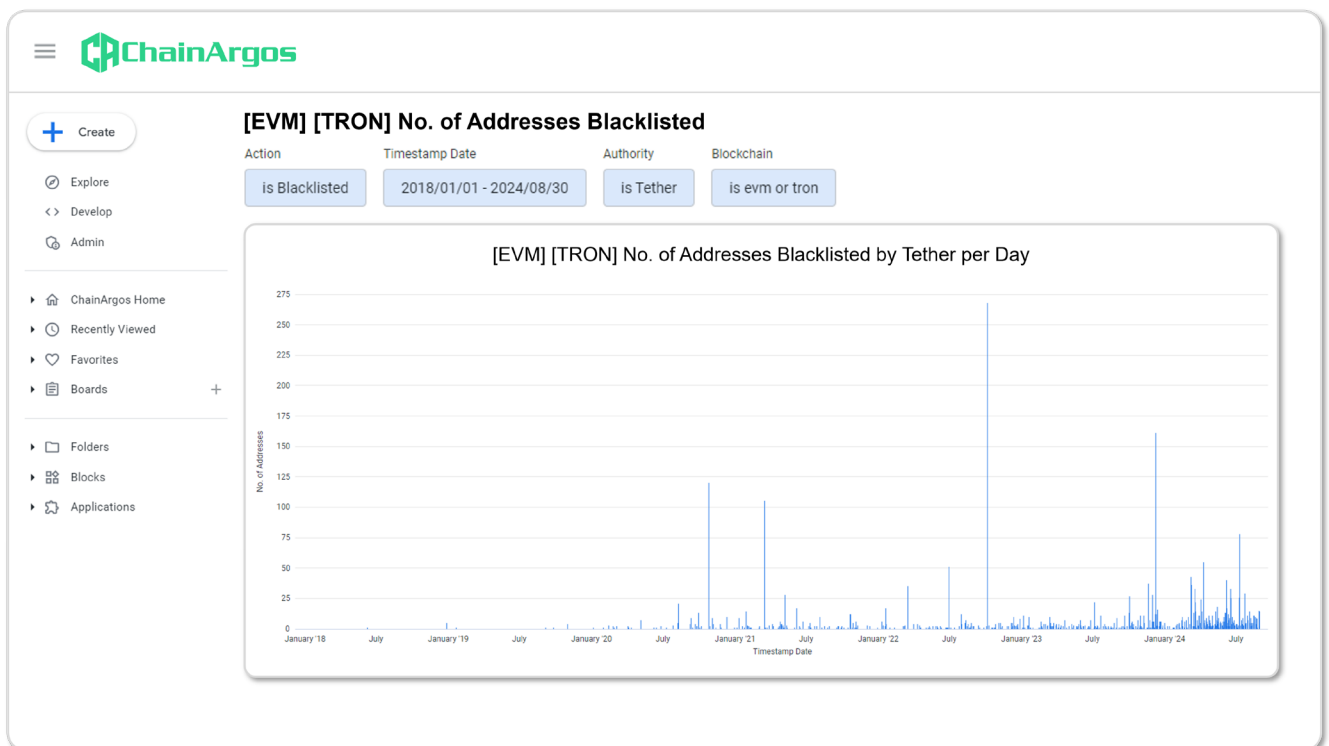 ChainArgos
Create
Explore
Develop
Admin
ChainArgos Home
Recently Viewed
Favorites
Boards
Folders
Blocks
Applications
[EVM] [TRON] No. of Addresses Blacklisted
Action Timestamp Date Authority Blockchain
is Blacklisted 2018/01/01 - 2024/08/30 is Tether is evm or tron
[EVM] [TRON] No. of Addresses Blacklisted by Tether per Day
No. of Addresses
275
250
225
200
175
150
125
100
75
50
25
0
January '18 July January '19 July January '20 July January '21 July January '22 July January '23 July January '24 July
Timestamp Date